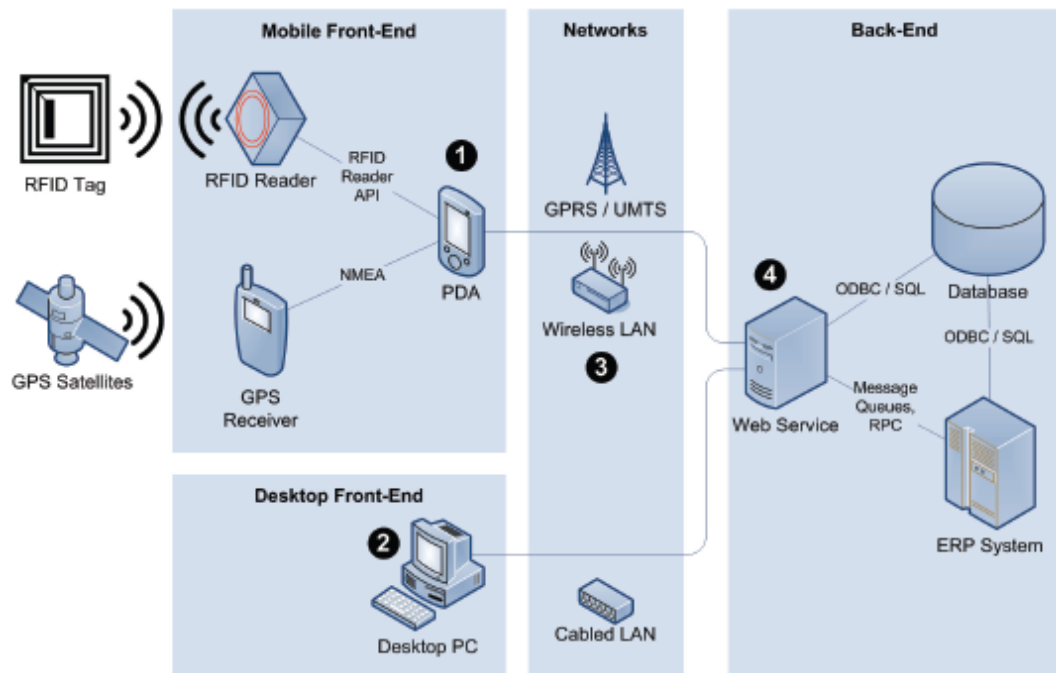 Mobile Front-End
Networks
Back-End
RFID Tag
RFID Reader
RFID
Reader
API
1
PDA
NMEA
GPS Satellites
GPS
Receiver
GPRS / UMTS
Wireless LAN
3
4
Web Service
ODBC / SQL
Database
ODBC / SQL
Message
Queues,
RPC
ERP System
Desktop Front-End
2
Desktop PC
Cabled LAN